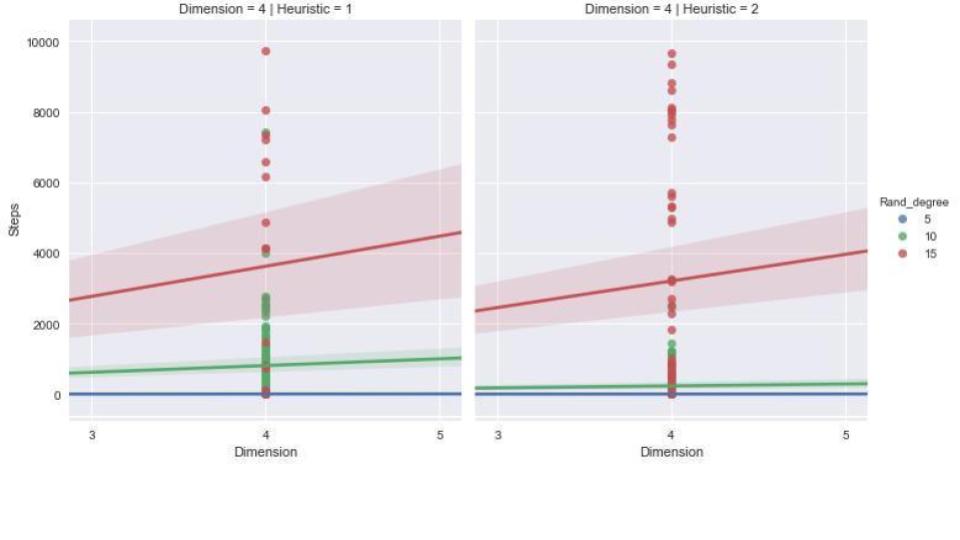 Dimension = 4 | Heuristic = 1
Dimension = 4 | Heuristic = 2
10000
8000
6000
4000
2000
0
Steps
3 4 5
Dimension
3 4 5
Dimension
Rand_degree
5
10
15